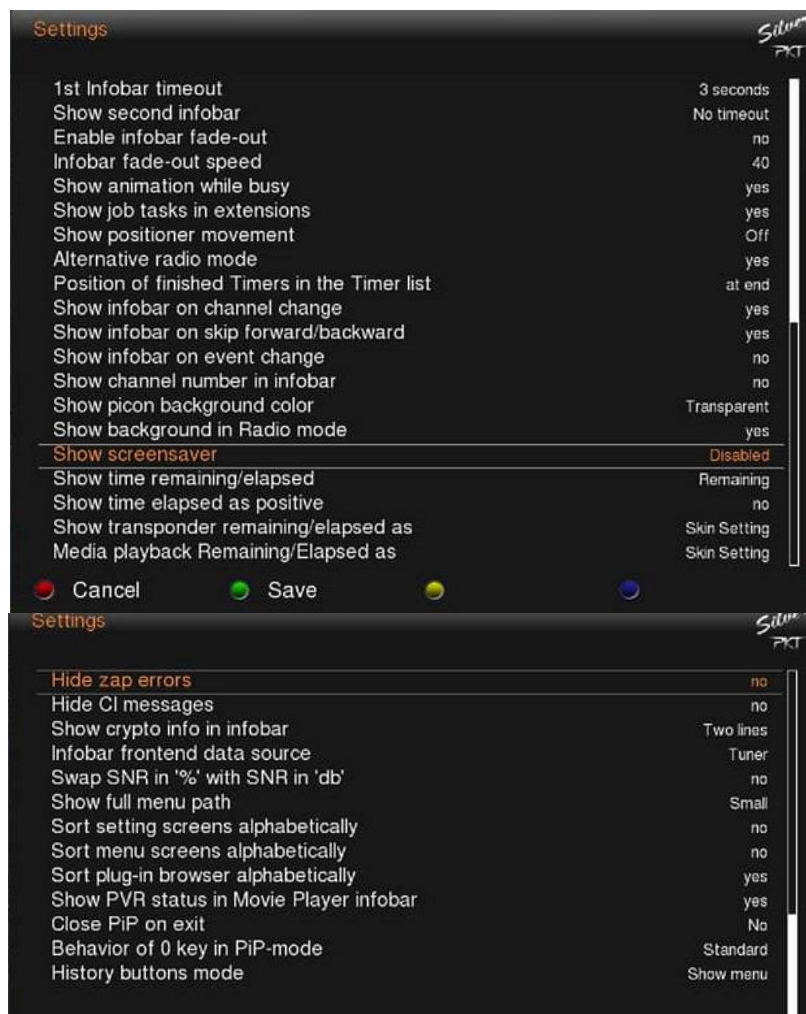 Settings
Silver
PKT
1st Infobar timeout 3 seconds
Show second infobar No timeout
Enable infobar fade-out no
Infobar fade-out speed 40
Show animation while busy yes
Show job tasks in extensions yes
Show positioner movement Off
Alternative radio mode yes
Position of finished Timers in the Timer list at end
Show infobar on channel change yes
Show infobar on skip forward/backward yes
Show infobar on event change no
Show channel number in infobar no
Show picon background color Transparent
Show background in Radio mode yes
Show screensaver Disabled
Show time remaining/elapsed Remaining
Show time elapsed as positive no
Show transponder remaining/elapsed as Skin Setting
Media playback Remaining/Elapsed as Skin Setting
Cancel Save
Settings
PKT
Hide zap errors no
Hide CI messages no
Show crypto info in infobar Two lines
Infobar frontend data source Tuner
Swap SNR in '%' with SNR in 'db' no
Show full menu path Small
Sort setting screens alphabetically no
Sort menu screens alphabetically no
Sort plug-in browser alphabetically yes
Show PVR status in Movie Player infobar yes
Close PiP on exit No
Behavior of 0 key in PiP-mode Standard
History buttons mode Show menu